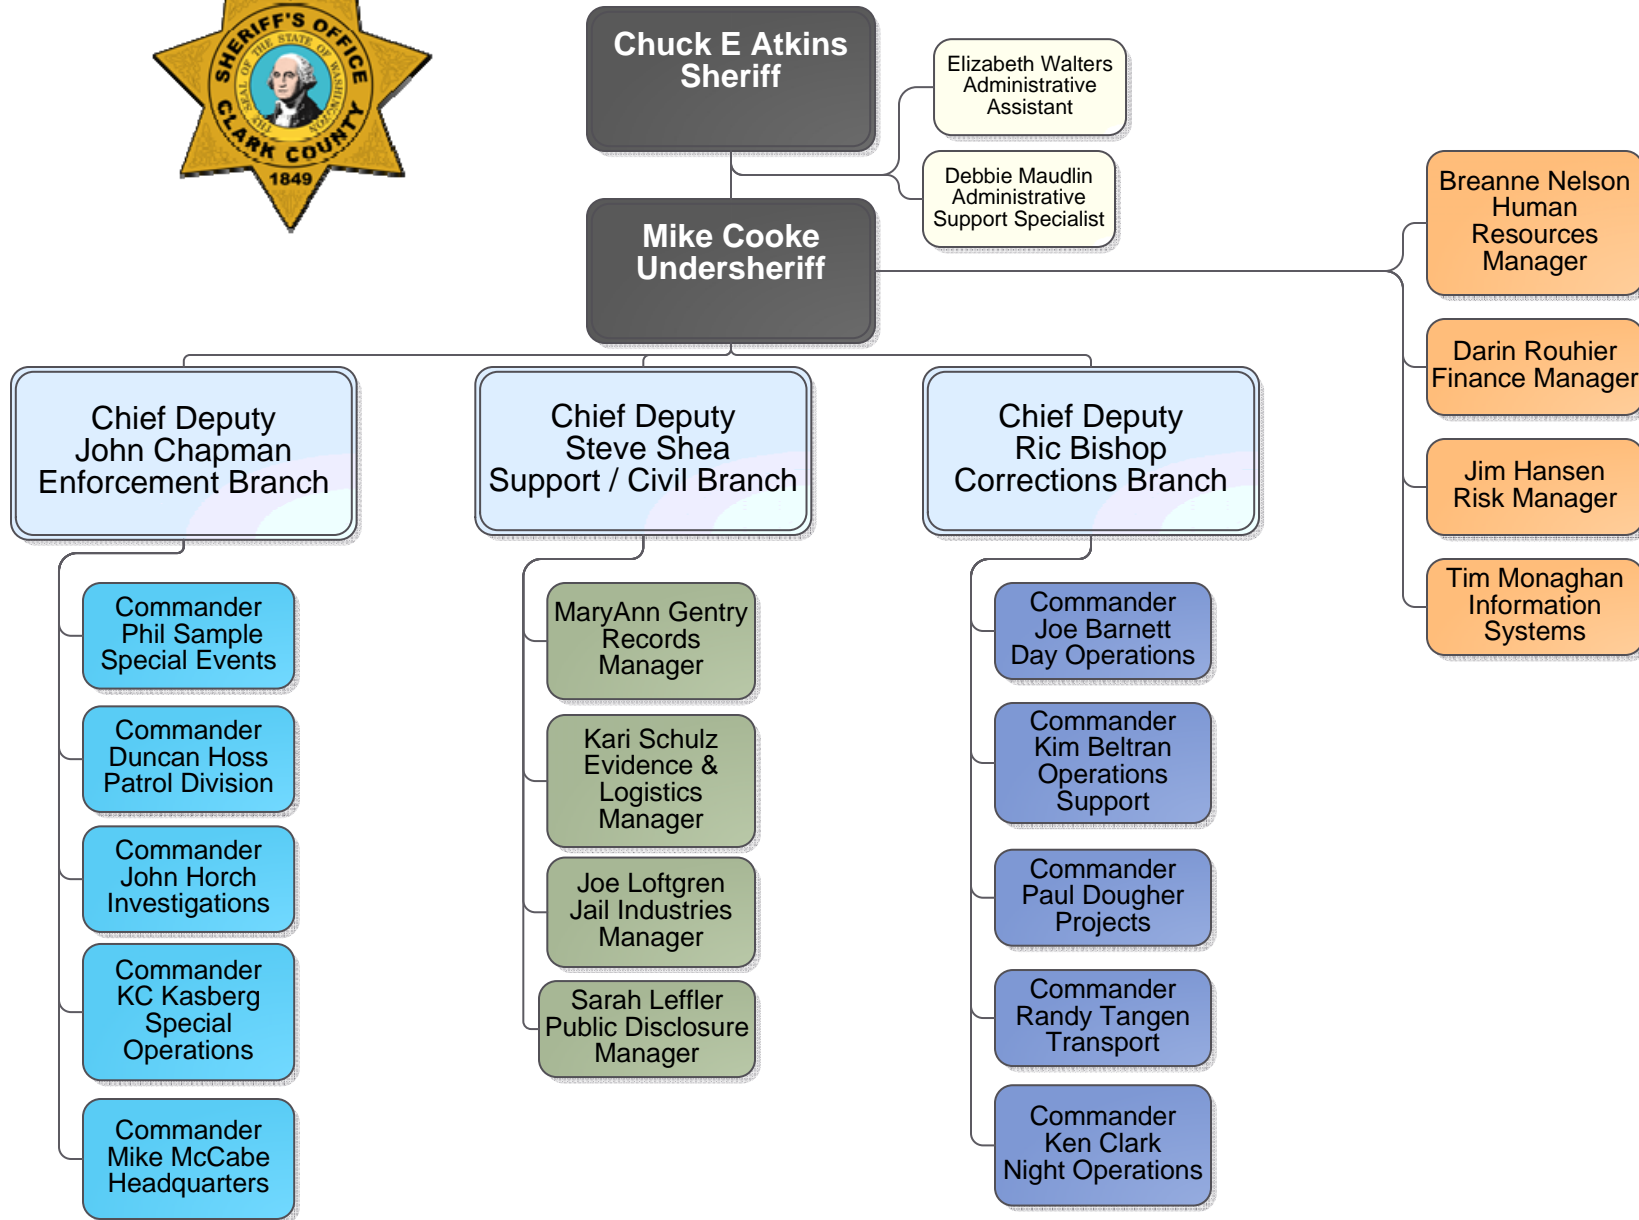 SHERIFF'S OFFICE
THE SEAL OF THE STATE OF WASHINGTON
CLARK COUNTY
1849
Chuck E Atkins
Sheriff
Elizabeth Walters
Administrative
Assistant
Debbie Maudlin
Administrative
Support Specialist
Mike Cooke
Undersheriff
Breanne Nelson
Human
Resources
Manager
Darin Rouhier
Finance Manager
Jim Hansen
Risk Manager
Tim Monaghan
Information
Systems
Chief Deputy
John Chapman
Enforcement Branch
Commander
Phil Sample
Special Events
Commander
Duncan Hoss
Patrol Division
Commander
John Horch
Investigations
Commander
KC Kasberg
Special
Operations
Commander
Mike McCabe
Headquarters
Chief Deputy
Steve Shea
Support / Civil Branch
MaryAnn Gentry
Records
Manager
Kari Schulz
Evidence &
Logistics
Manager
Joe Loftgren
Jail Industries
Manager
Sarah Leffler
Public Disclosure
Manager
Chief Deputy
Ric Bishop
Corrections Branch
Commander
Joe Barnett
Day Operations
Commander
Kim Beltran
Operations
Support
Commander
Paul Dougher
Projects
Commander
Randy Tangen
Transport
Commander
Ken Clark
Night Operations